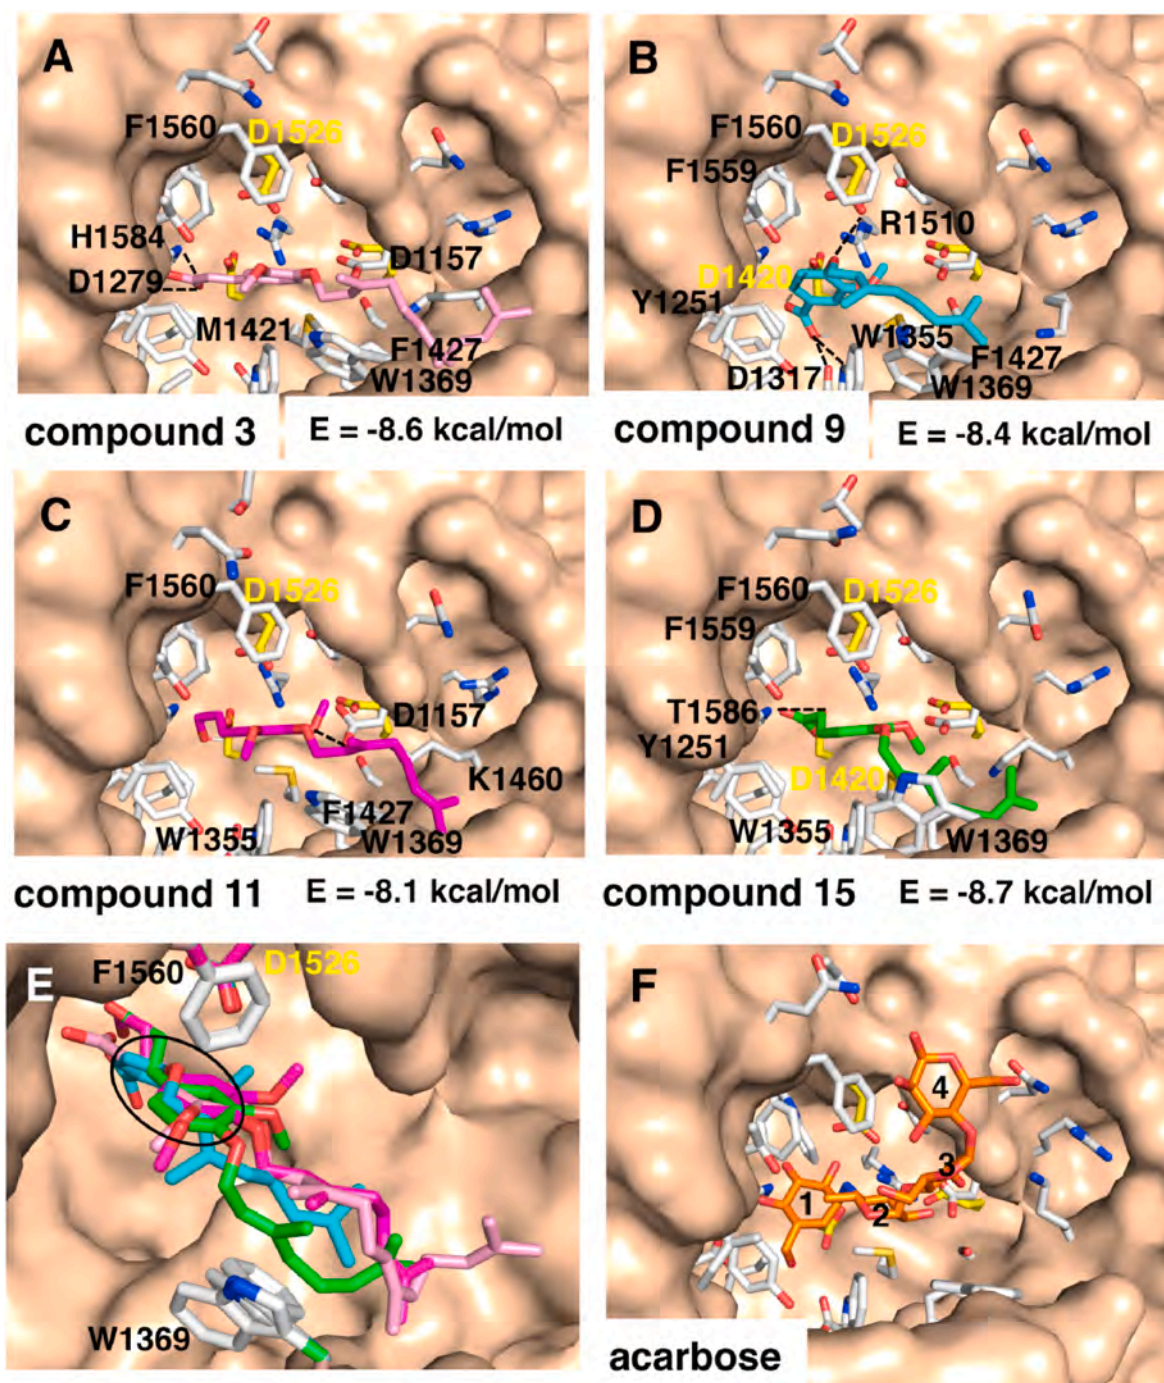 A
F1560 D1526
H1584
D1279
D1157
M1421
F1427
W1369
compound 3 E = -8.6 kcal/mol
B
F1560 D1526
F1559
R1510
D1420
Y1251
W1355
F1427
D1317
W1369
compound 9 E = -8.4 kcal/mol
C
F1560 D1526
D1157
K1460
F1427
W1355 W1369
compound 11 E = -8.1 kcal/mol
D
F1560 D1526
F1559
T1586
Y1251
D1420
W1355 W1369
compound 15 E = -8.7 kcal/mol
E
F1560 D1526
W1369
F
4
3
1 2
acarbose